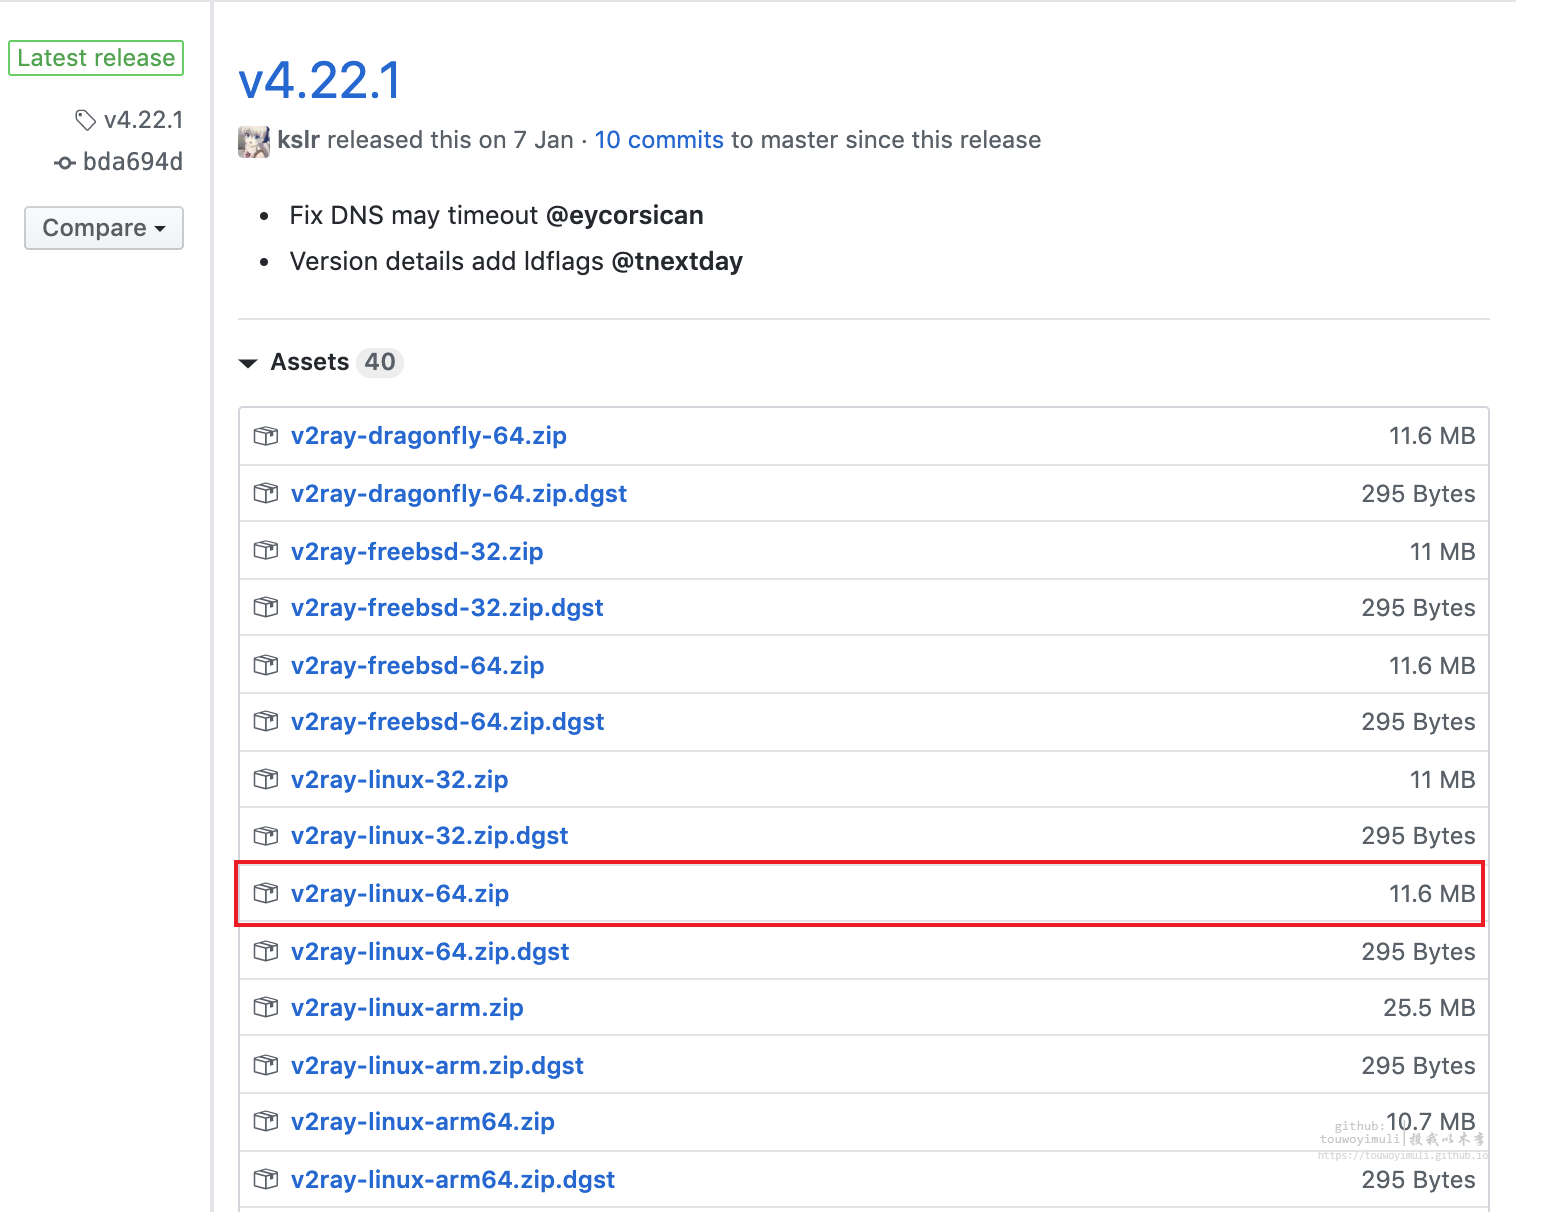 Latest release
v4.22.1
bda694d
Compare
v4.22.1
kslr released this on 7 Jan · 10 commits to master since this release
• Fix DNS may timeout @eycorsican
• Version details add ldflags @tnextday
Assets 40
v2ray-dragonfly-64.zip 11.6 MB
v2ray-dragonfly-64.zip.dgst 295 Bytes
v2ray-freebsd-32.zip 11 MB
v2ray-freebsd-32.zip.dgst 295 Bytes
v2ray-freebsd-64.zip 11.6 MB
v2ray-freebsd-64.zip.dgst 295 Bytes
v2ray-linux-32.zip 11 MB
v2ray-linux-32.zip.dgst 295 Bytes
v2ray-linux-64.zip 11.6 MB
v2ray-linux-64.zip.dgst 295 Bytes
v2ray-linux-arm.zip 25.5 MB
v2ray-linux-arm.zip.dgst 295 Bytes
v2ray-linux-arm64.zip 10.7 MB
github:
touwoyimuli|投我以木李
https://touwoyimuli.github.io
v2ray-linux-arm64.zip.dgst 295 Bytes